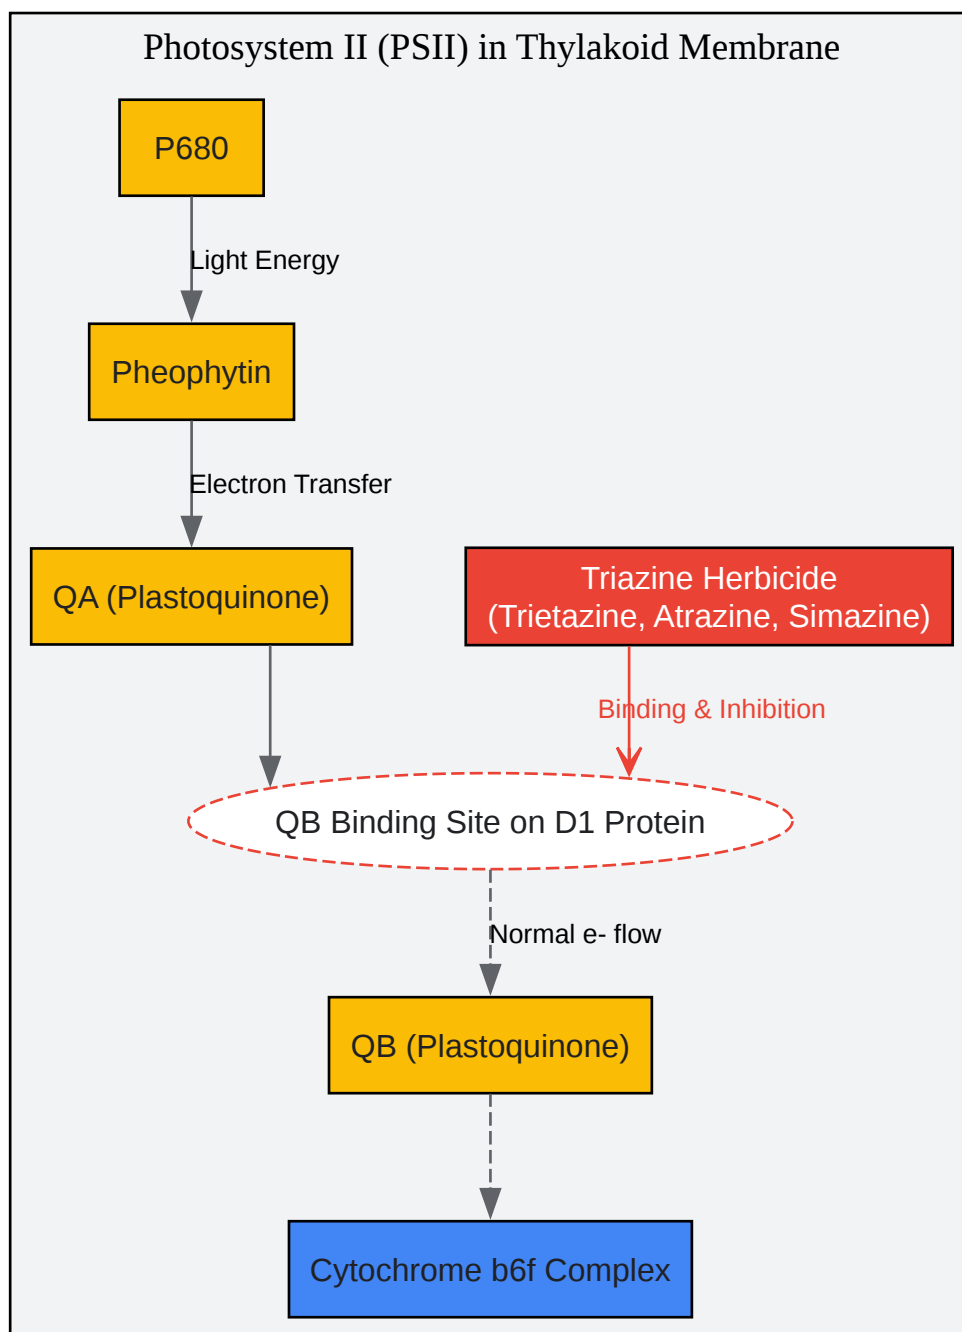 Photosystem II (PSII) in Thylakoid Membrane
P680
Light Energy
Pheophytin
Electron Transfer
QA (Plastoquinone)
Triazine Herbicide
(Trietazine, Atrazine, Simazine)
Binding & Inhibition
QB Binding Site on D1 Protein
Normal e- flow
QB (Plastoquinone)
Cytochrome b6f Complex